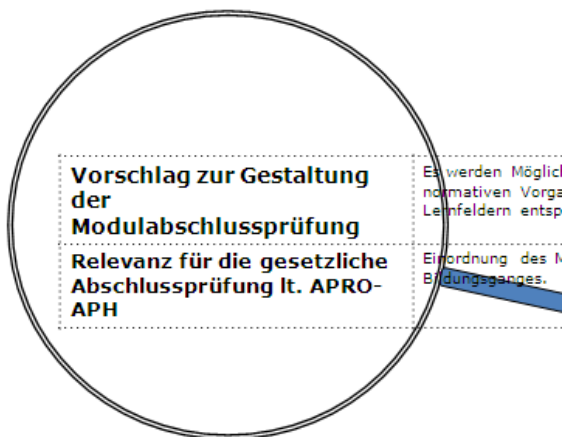 Vorschlag zur Gestaltung
der
Modulabschlussprüfung
Es werden Möglich
normativen Vorga
Lernfeldern entsp
Relevanz für die gesetzliche
Abschlussprüfung lt. APRO-
APH
Einordnung des M
Bildungsganges.